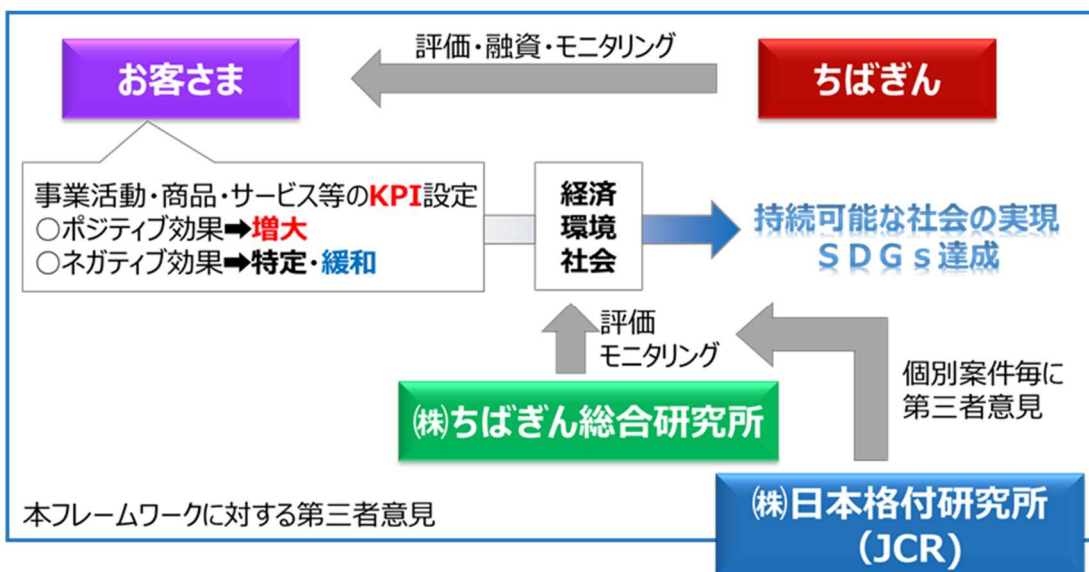 評価・融資・モニタリング
お客さま
ちばぎん
事業活動・商品・サービス等のKPI設定
○ポジティブ効果➡増大
○ネガティブ効果➡特定・緩和
経済
環境
社会
持続可能な社会の実現
SDGs達成
評価
モニタリング
個別案件毎に
第三者意見
㈱ちばぎん総合研究所
本フレームワークに対する第三者意見
㈱日本格付研究所
(JCR)